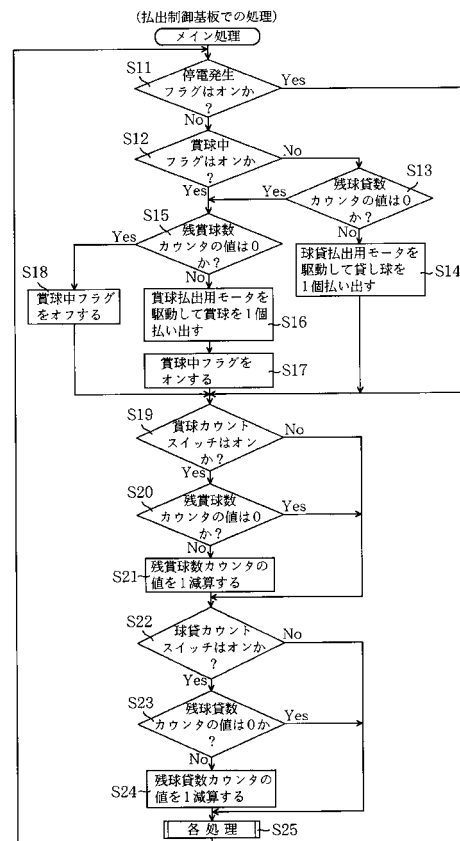 (払出制御基板での処理)
メイン処理
S11
停電発生
フラグはオンか
?
Yes
No
S12
賞球中
フラグはオンか
?
No
Yes
S13
残球貸数
カウンタの値は0
か?
Yes
No
S15
残賞球数
カウンタの値は0
か?
Yes
No
S14
球貸払出用モータを
駆動して貸し球を
1個払い出す
S18
賞球中フラグ
をオフする
賞球払出用モータを
駆動して賞球を1個
払い出す
S16
賞球中フラグを
オンする
S17
S19
賞球カウント
スイッチはオン
か
?
No
Yes
S20
残賞球数
カウンタの値は0
か?
Yes
No
S21
残賞球数カウンタの
値を1減算する
S22
球貸カウント
スイッチはオンか
?
No
Yes
S23
残球貸数
カウンタの値は0か
?
Yes
No
S24
残球貸数カウンタの
値を1減算する
各処理
S25